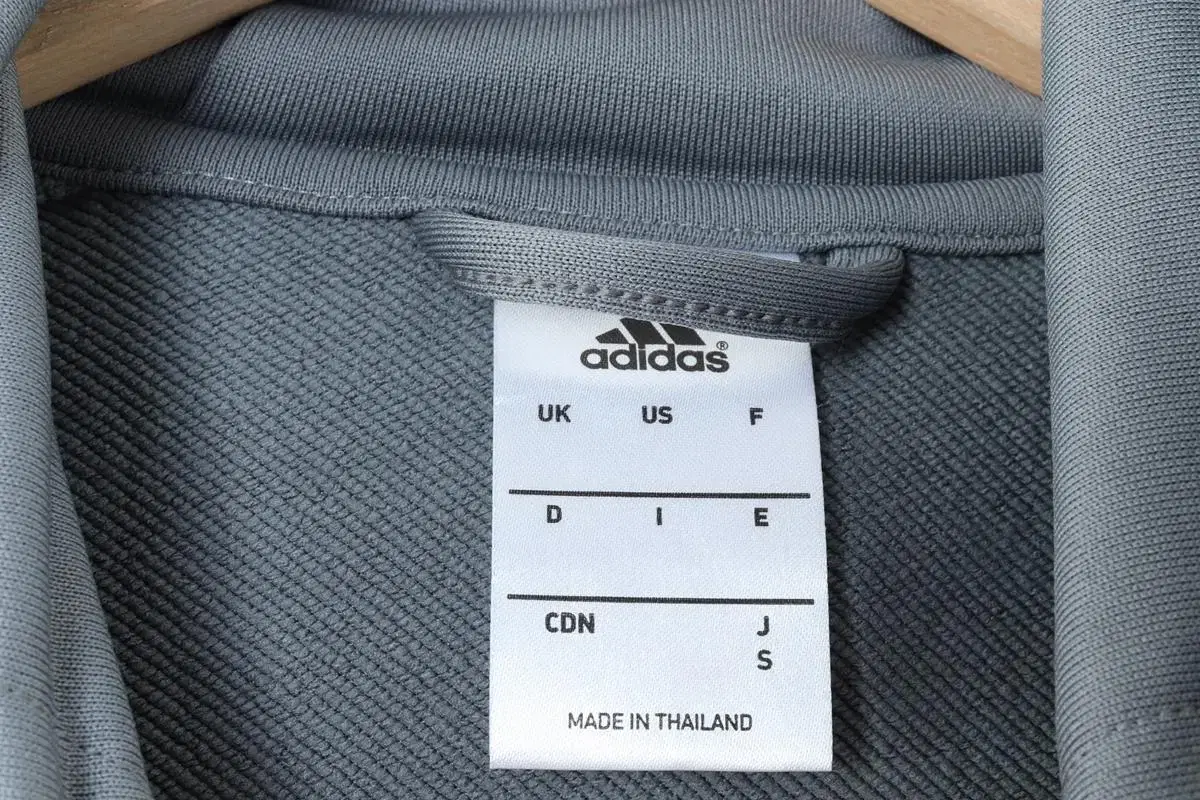 adidas®
UK US F
D I E
CDN J
S
MADE IN THAILAND